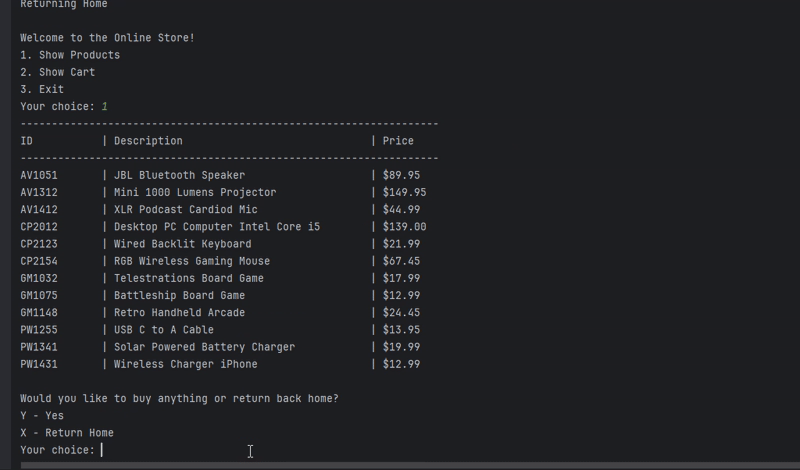 Returning Home
Welcome to the Online Store!
1. Show Products
2. Show Cart
3. Exit
Your choice: 1
-------------------------------------------------------------------
ID | Description | Price
-------------------------------------------------------------------
AV1051 | JBL Bluetooth Speaker | $89.95
AV1312 | Mini 1000 Lumens Projector | $149.95
AV1412 | XLR Podcast Cardiod Mic | $44.99
CP2012 | Desktop PC Computer Intel Core i5 | $139.00
CP2123 | Wired Backlit Keyboard | $21.99
CP2154 | RGB Wireless Gaming Mouse | $67.45
GM1032 | Telestrations Board Game | $17.99
GM1075 | Battleship Board Game | $12.99
GM1148 | Retro Handheld Arcade | $24.45
PW1255 | USB C to A Cable | $13.95
PW1341 | Solar Powered Battery Charger | $19.99
PW1431 | Wireless Charger iPhone | $12.99
Would you like to buy anything or return back home?
Y - Yes
X - Return Home
Your choice: